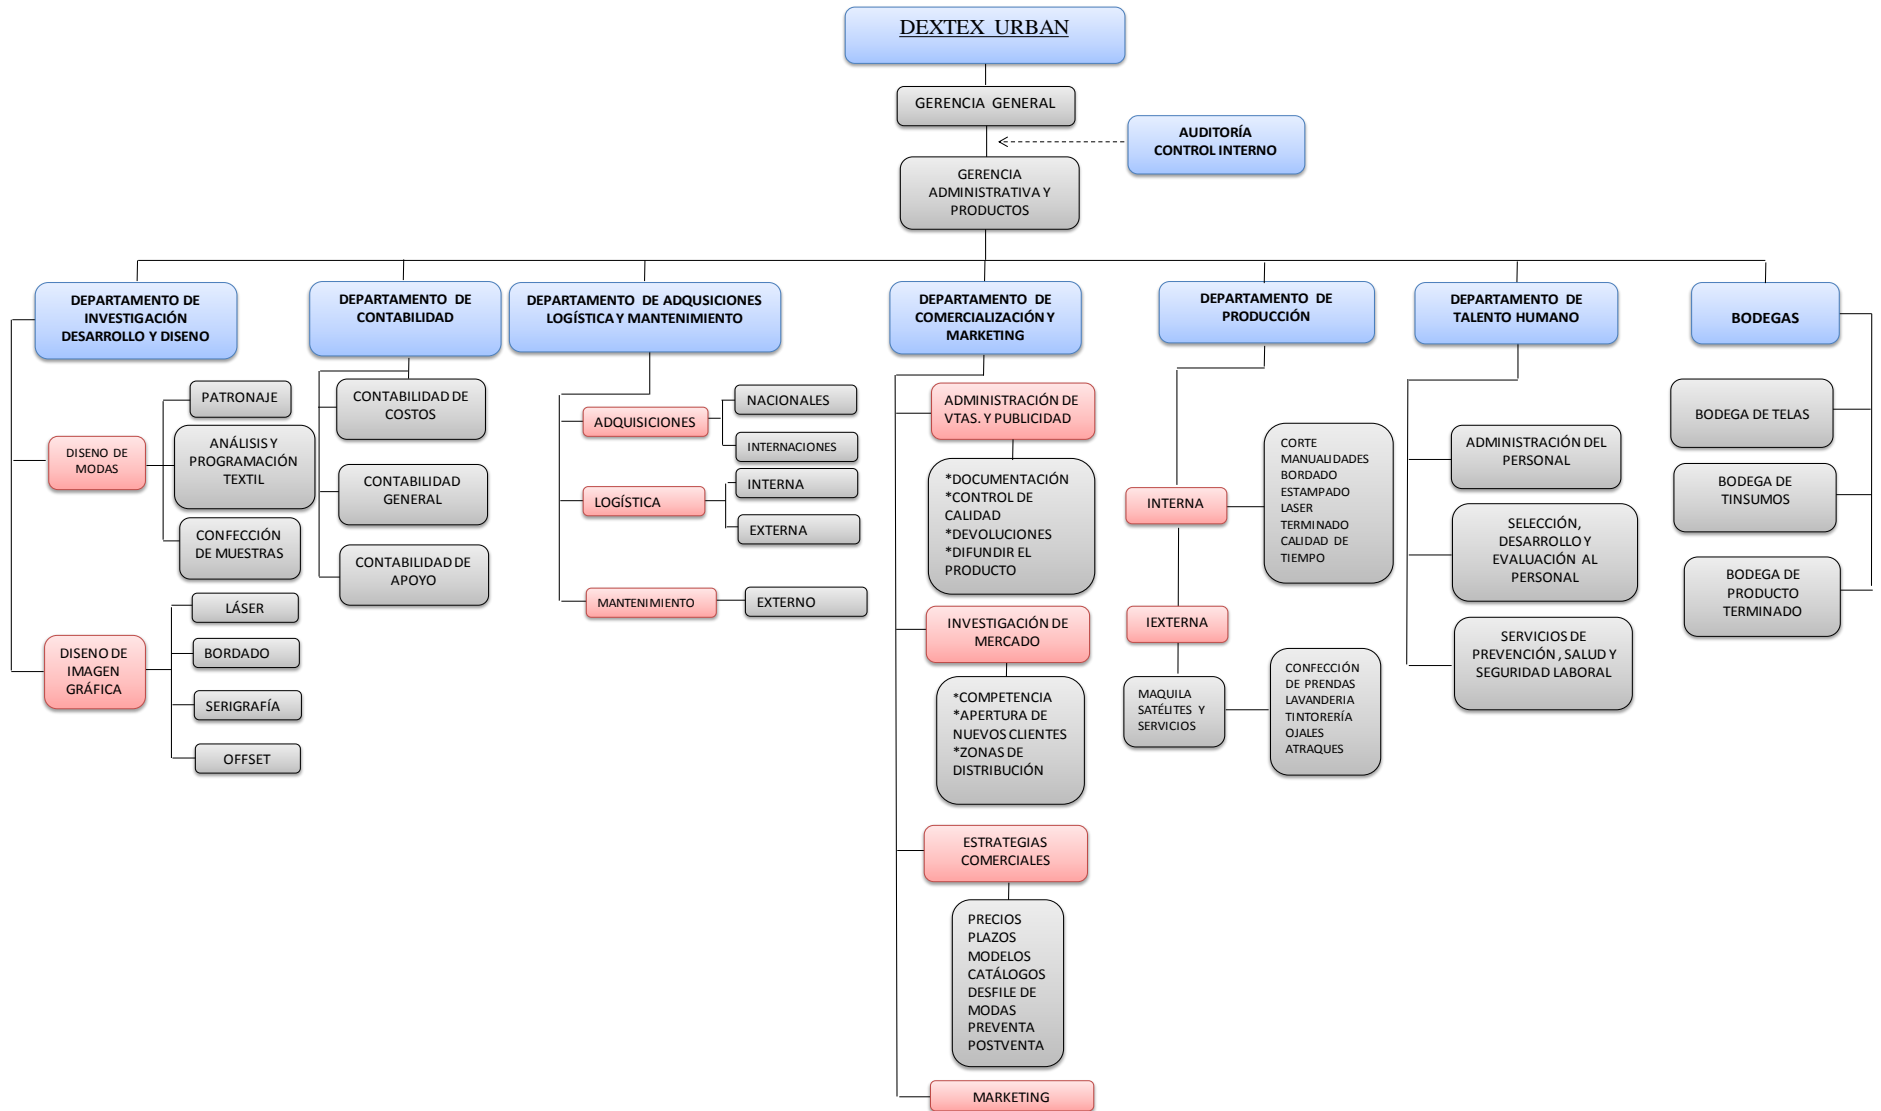 DEXTEX URBAN
GERENCIA GENERAL
AUDITORÍA
CONTROL INTERNO
GERENCIA
ADMINISTRATIVA Y
PRODUCTOS
DEPARTAMENTO DE
INVESTIGACIÓN
DESARROLLO Y DISENO
DISENO DE
MODAS
PATRONAJE
ANÁLISIS Y
PROGRAMACIÓN
TEXTIL
CONFECCIÓN
DE MUESTRAS
DISENO DE
IMAGEN
GRÁFICA
LÁSER
BORDADO
SERIGRAFÍA
OFFSET
DEPARTAMENTO DE
CONTABILIDAD
CONTABILIDAD DE
COSTOS
CONTABILIDAD
GENERAL
CONTABILIDAD DE
APOYO
DEPARTAMENTO DE ADQUSICIONES
LOGÍSTICA Y MANTENIMIENTO
ADQUISICIONES
NACIONALES
INTERNACIONES
LOGÍSTICA
INTERNA
EXTERNA
MANTENIMIENTO
EXTERNO
DEPARTAMENTO DE
COMERCIALIZACIÓN Y
MARKETING
ADMINISTRACIÓN DE
VTAS. Y PUBLICIDAD
*DOCUMENTACIÓN
*CONTROL DE
CALIDAD
*DEVOLUCIONES
*DIFUNDIR EL
PRODUCTO
INVESTIGACIÓN DE
MERCADO
*COMPETENCIA
*APERTURA DE
NUEVOS CLIENTES
*ZONAS DE
DISTRIBUCIÓN
ESTRATEGIAS
COMERCIALES
PRECIOS
PLAZOS
MODELOS
CATÁLOGOS
DESFILE DE
MODAS
PREVENTA
POSTVENTA
MARKETING
DEPARTAMENTO DE
PRODUCCIÓN
INTERNA
CORTE
MANUALIDADES
BORDADO
ESTAMPADO
LASER
TERMINADO
CALIDAD DE
TIEMPO
IEXTERNA
MAQUILA
SATÉLITES Y
SERVICIOS
CONFECCIÓN
DE PRENDAS
LAVANDERIA
TINTORERÍA
OJALES
ATRAQUES
DEPARTAMENTO DE
TALENTO HUMANO
ADMINISTRACIÓN DEL
PERSONAL
SELECCIÓN,
DESARROLLO Y
EVALUACIÓN AL
PERSONAL
SERVICIOS DE
PREVENCIÓN , SALUD Y
SEGURIDAD LABORAL
BODEGAS
BODEGA DE TELAS
BODEGA DE
TINSUMOS
BODEGA DE
PRODUCTO
TERMINADO